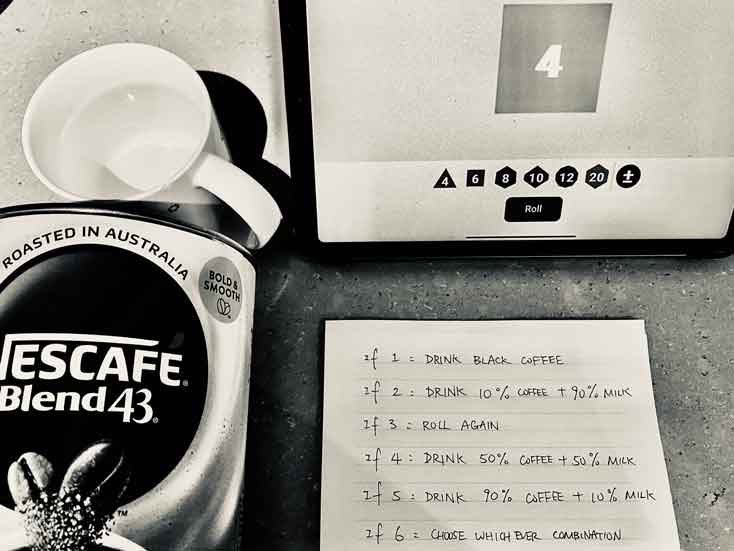 4
4 6 8 10 12 20 ±
Roll
ROASTED IN AUSTRALIA
BOLD &
SMOOTH
NESCAFÉ®
Blend 43®
TM
If 1 : DRINK BLACK COFFEE
If 2 : DRINK 10% COFFEE + 90% MILK
If 3 : ROLL AGAIN
If 4 : DRINK 50% COFFEE + 50% MILK
If 5 : DRINK 90% COFFEE + 10% MILK
If 6 : CHOOSE WHICHEVER COMBINATION